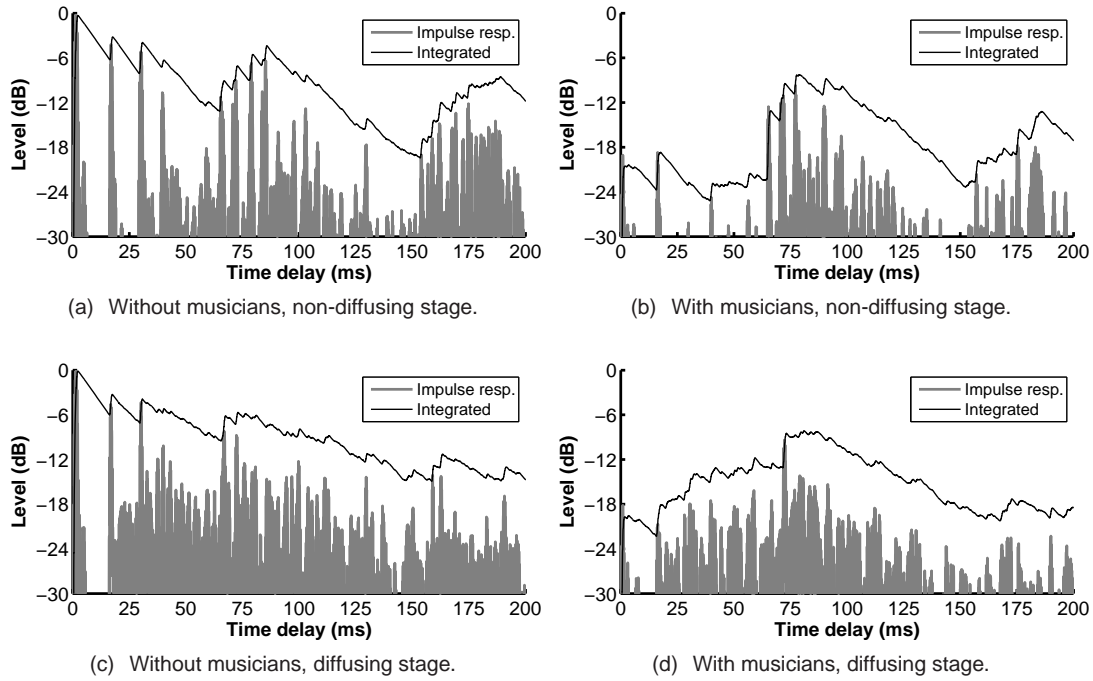 Level (dB)
0
−6
−12
−18
−24
−30
Impulse resp.
Integrated
0 25 50 75 100 125 150 175 200
Time delay (ms)
(a) Without musicians, non-diffusing stage.
Level (dB)
0
−6
−12
−18
−24
−30
Impulse resp.
Integrated
0 25 50 75 100 125 150 175 200
Time delay (ms)
(b) With musicians, non-diffusing stage.
Level (dB)
0
−6
−12
−18
−24
−30
Impulse resp.
Integrated
0 25 50 75 100 125 150 175 200
Time delay (ms)
(c) Without musicians, diffusing stage.
Level (dB)
0
−6
−12
−18
−24
−30
Impulse resp.
Integrated
0 25 50 75 100 125 150 175 200
Time delay (ms)
(d) With musicians, diffusing stage.